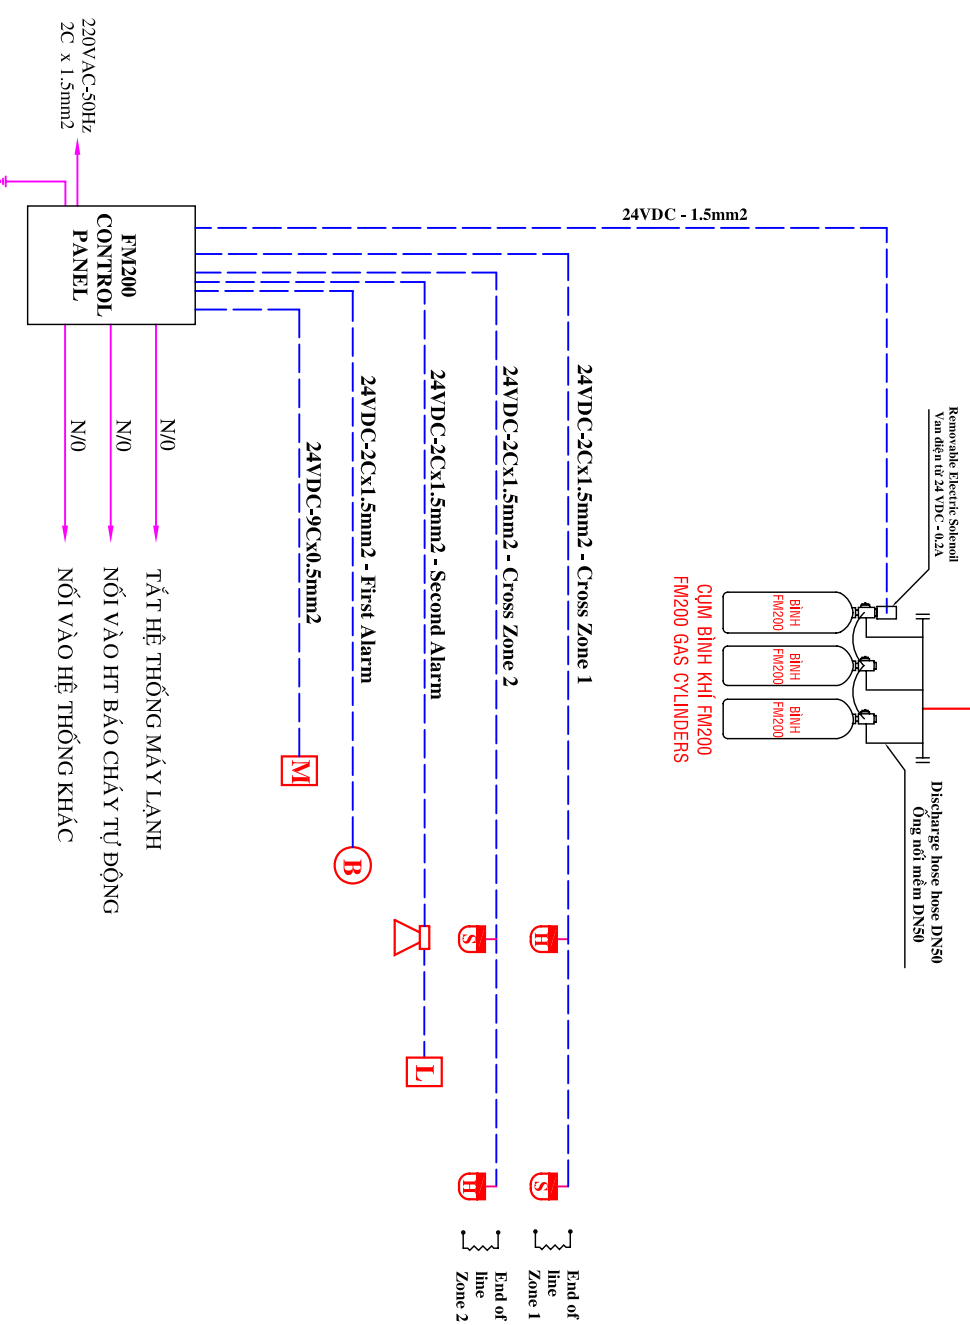 220VAC-50Hz
2C x 1.5mm2
FM200
CONTROL
PANEL
N/0
N/0
N/0
TẮT HỆ THỐNG MÁY LẠNH
NỐI VÀO HT BÁO CHÁY TỰ ĐỘNG
NỐI VÀO HỆ THỐNG KHÁC
24VDC - 1.5mm2
24VDC-2Cx1.5mm2 - Cross Zone 1
24VDC-2Cx1.5mm2 - Cross Zone 2
24VDC-2Cx1.5mm2 - Second Alarm
24VDC-2Cx1.5mm2 - First Alarm
24VDC-9Cx0.5mm2
M
B
L
H
S
S
H
End of
line
Zone 1
End of
line
Zone 2
Removable Electric Solenoil
Van điện từ 24 VDC - 0.2A
BÌNH
FM200
BÌNH
FM200
BÌNH
FM200
CỤM BÌNH KHÍ FM200
FM200 GAS CYLINDERS
Discharge hose hose DN50
Ống nối mềm DN50